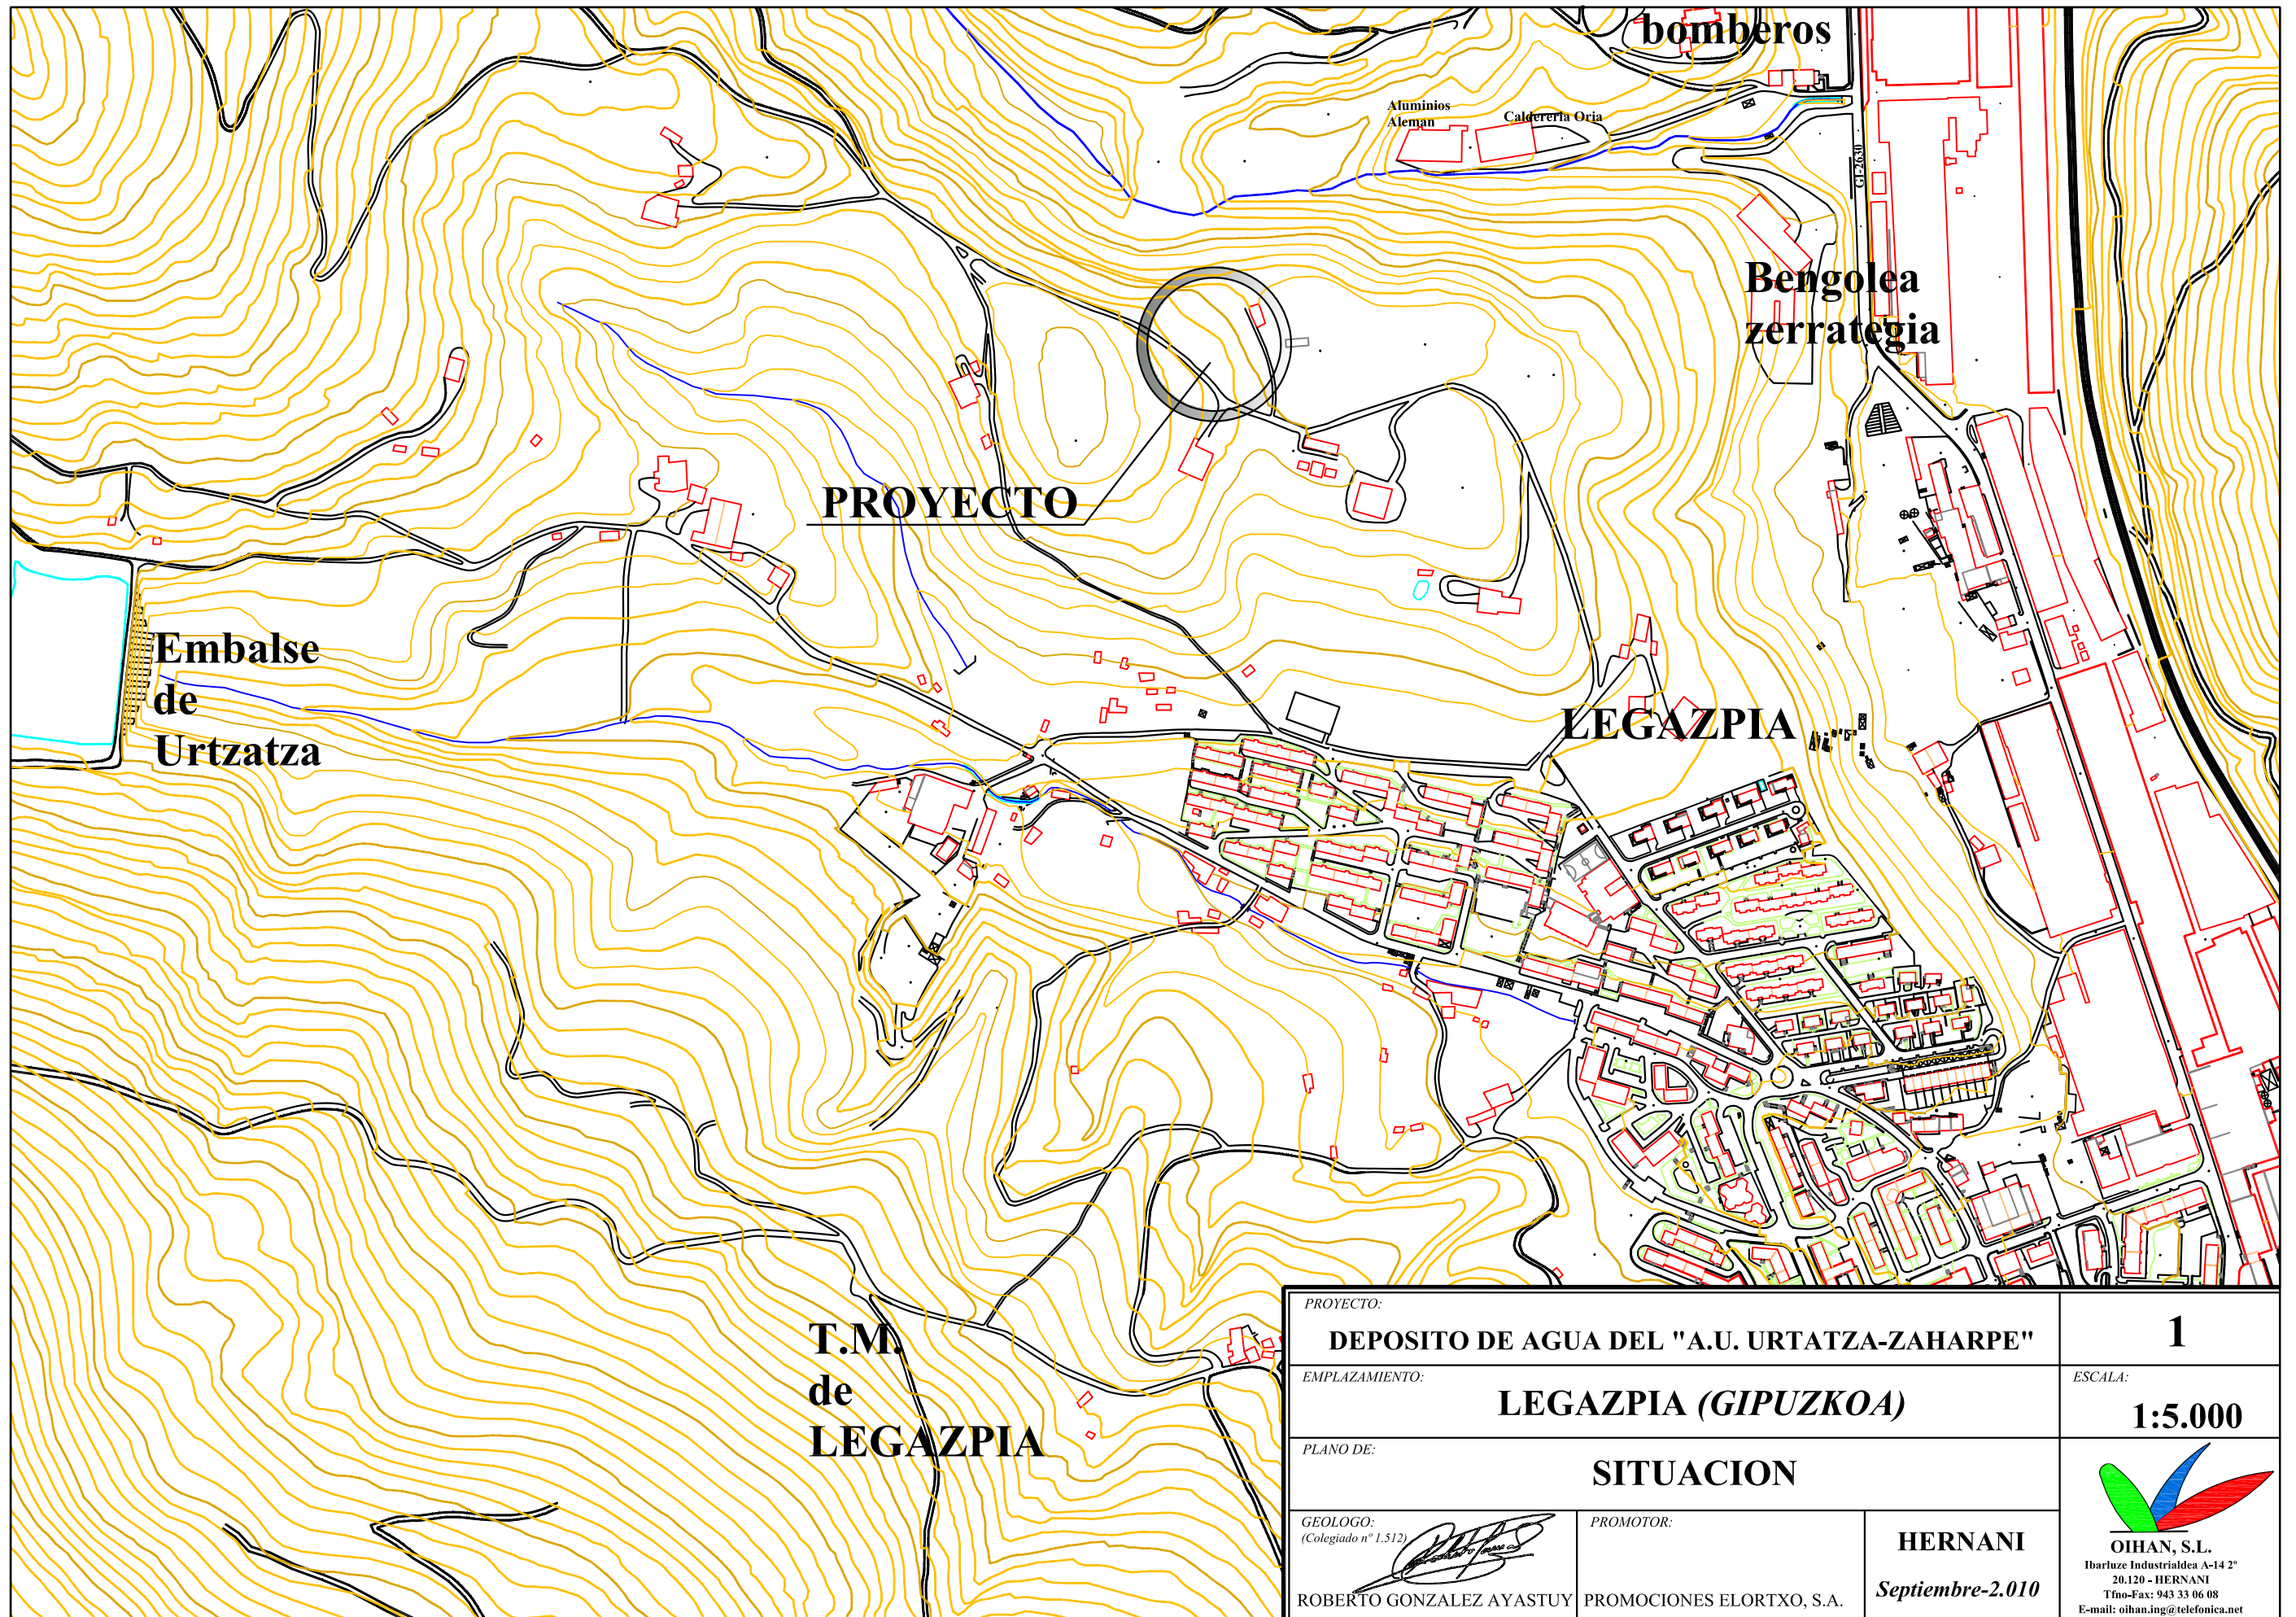 bomberos
Aluminios
Aleman
Caldereria Oria
GI-2630
Bengolea
zerrategia
PROYECTO
Embalse
de
Urtzatza
LEGAZPIA
T.M.
de
LEGAZPIA
PROYECTO:
DEPOSITO DE AGUA DEL "A.U. URTATZA-ZAHARPE"
1
EMPLAZAMIENTO:
LEGAZPIA (GIPUZKOA)
ESCALA:
1:5.000
PLANO DE:
SITUACION
GEOLOGO:
(Colegiado nº 1.512)
ROBERTO GONZALEZ AYASTUY
PROMOTOR:
PROMOCIONES ELORTXO, S.A.
HERNANI
Septiembre-2.010
OIHAN, S.L.
Ibarluze Industrialdea A-14 2º
20.120 - HERNANI
Tfno-Fax: 943 33 06 08
E-mail: oihan.ing@telefonica.net